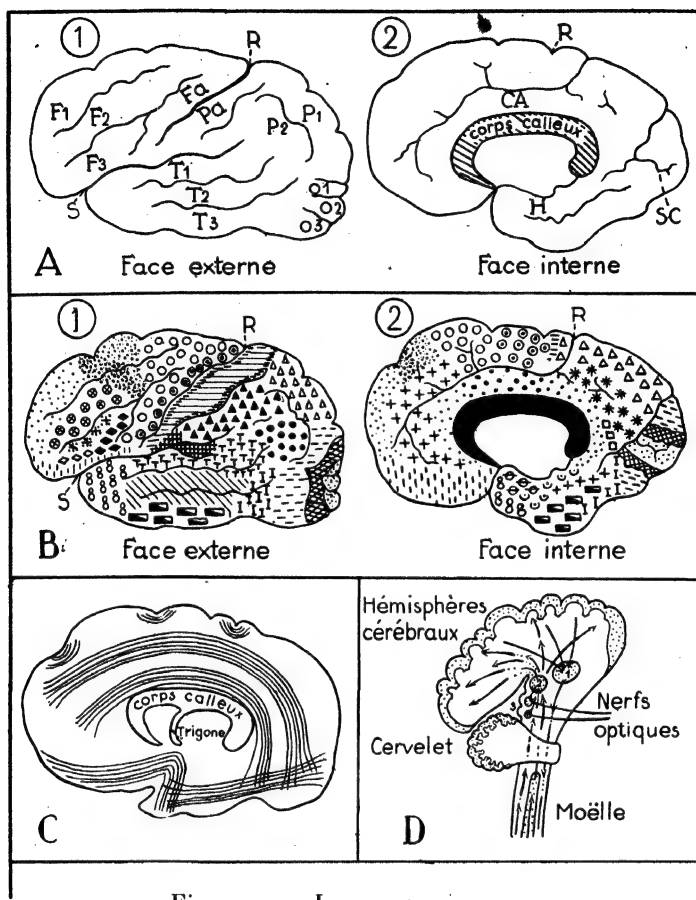 1
R
Fa
Pa
F1
F2
F3
P1
P2
T1
T2
T3
O1
O2
O3
S
A
Face externe
2
R
CA
corps calleux
H
SC
Face interne
1
R
S
B
Face externe
2
R
Face interne
corps calleux
Trigone
C
Hémisphères
cérébraux
Nerfs
optiques
Cervelet
Moëlle
D